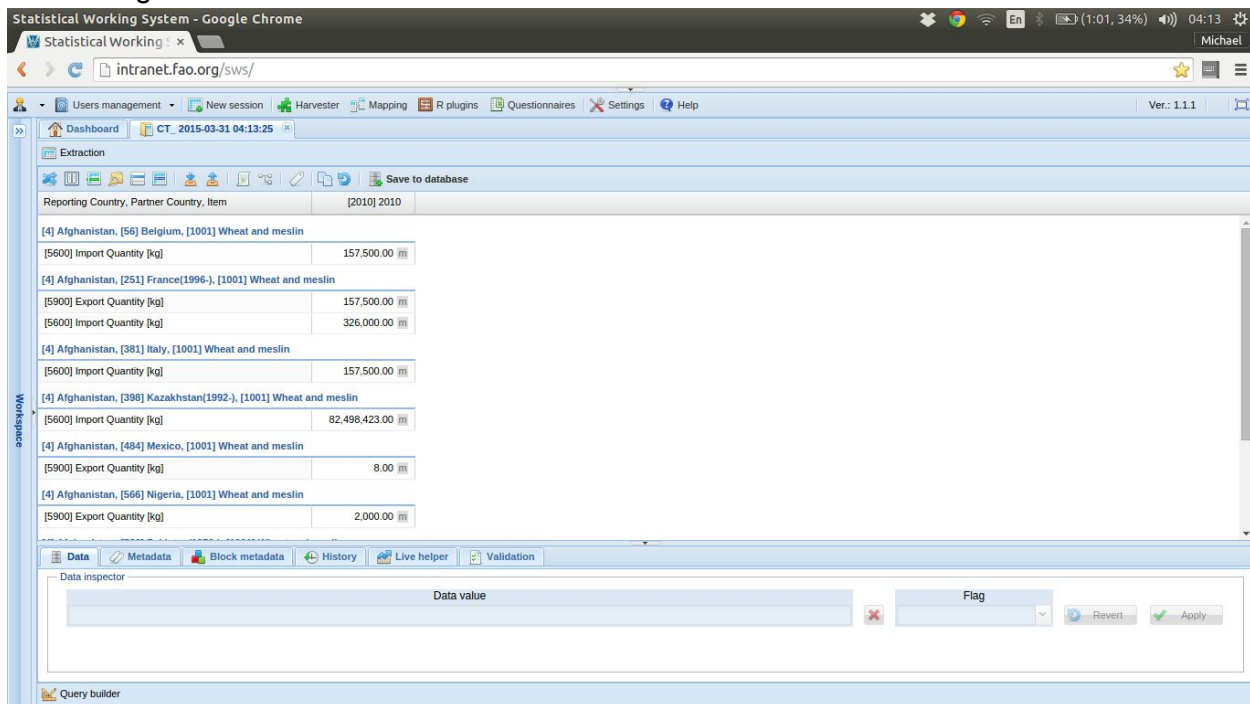 Statistical Working System - Google Chrome En (1:01, 34%) 04:13
Statistical Working S × Michael
intranet.fao.org/sws/
Users management New session Harvester Mapping R plugins Questionnaires Settings Help Ver.: 1.1.1
Dashboard CT_ 2015-03-31 04:13:25
Extraction
Save to database
Reporting Country, Partner Country, Item [2010] 2010
[4] Afghanistan, [56] Belgium, [1001] Wheat and meslin
[5600] Import Quantity [kg] 157,500.00 m
[4] Afghanistan, [251] France(1996-), [1001] Wheat and meslin
[5900] Export Quantity [kg] 157,500.00 m
[5600] Import Quantity [kg] 326,000.00 m
[4] Afghanistan, [381] Italy, [1001] Wheat and meslin
[5600] Import Quantity [kg] 157,500.00 m
[4] Afghanistan, [398] Kazakhstan(1992-), [1001] Wheat and meslin
[5600] Import Quantity [kg] 82,498,423.00 m
[4] Afghanistan, [484] Mexico, [1001] Wheat and meslin
[5900] Export Quantity [kg] 8.00 m
[4] Afghanistan, [566] Nigeria, [1001] Wheat and meslin
[5900] Export Quantity [kg] 2,000.00 m
Workspace
Data Metadata Block metadata History Live helper Validation
Data inspector
Data value Flag
Revert Apply
Query builder